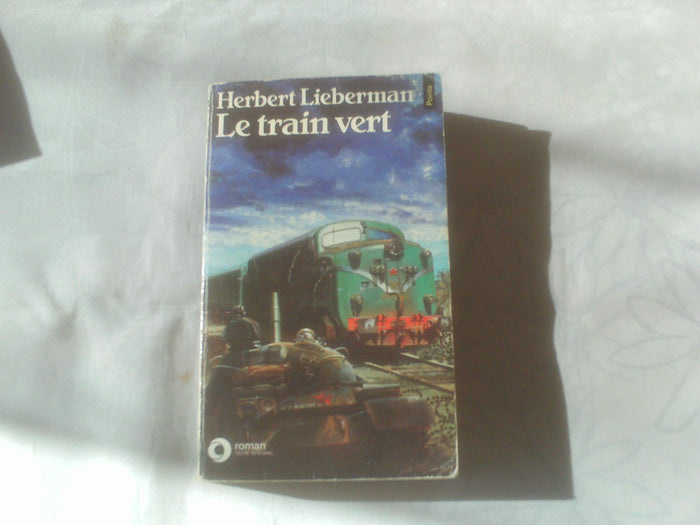 Herbert Lieberman
Points
Le train vert
roman